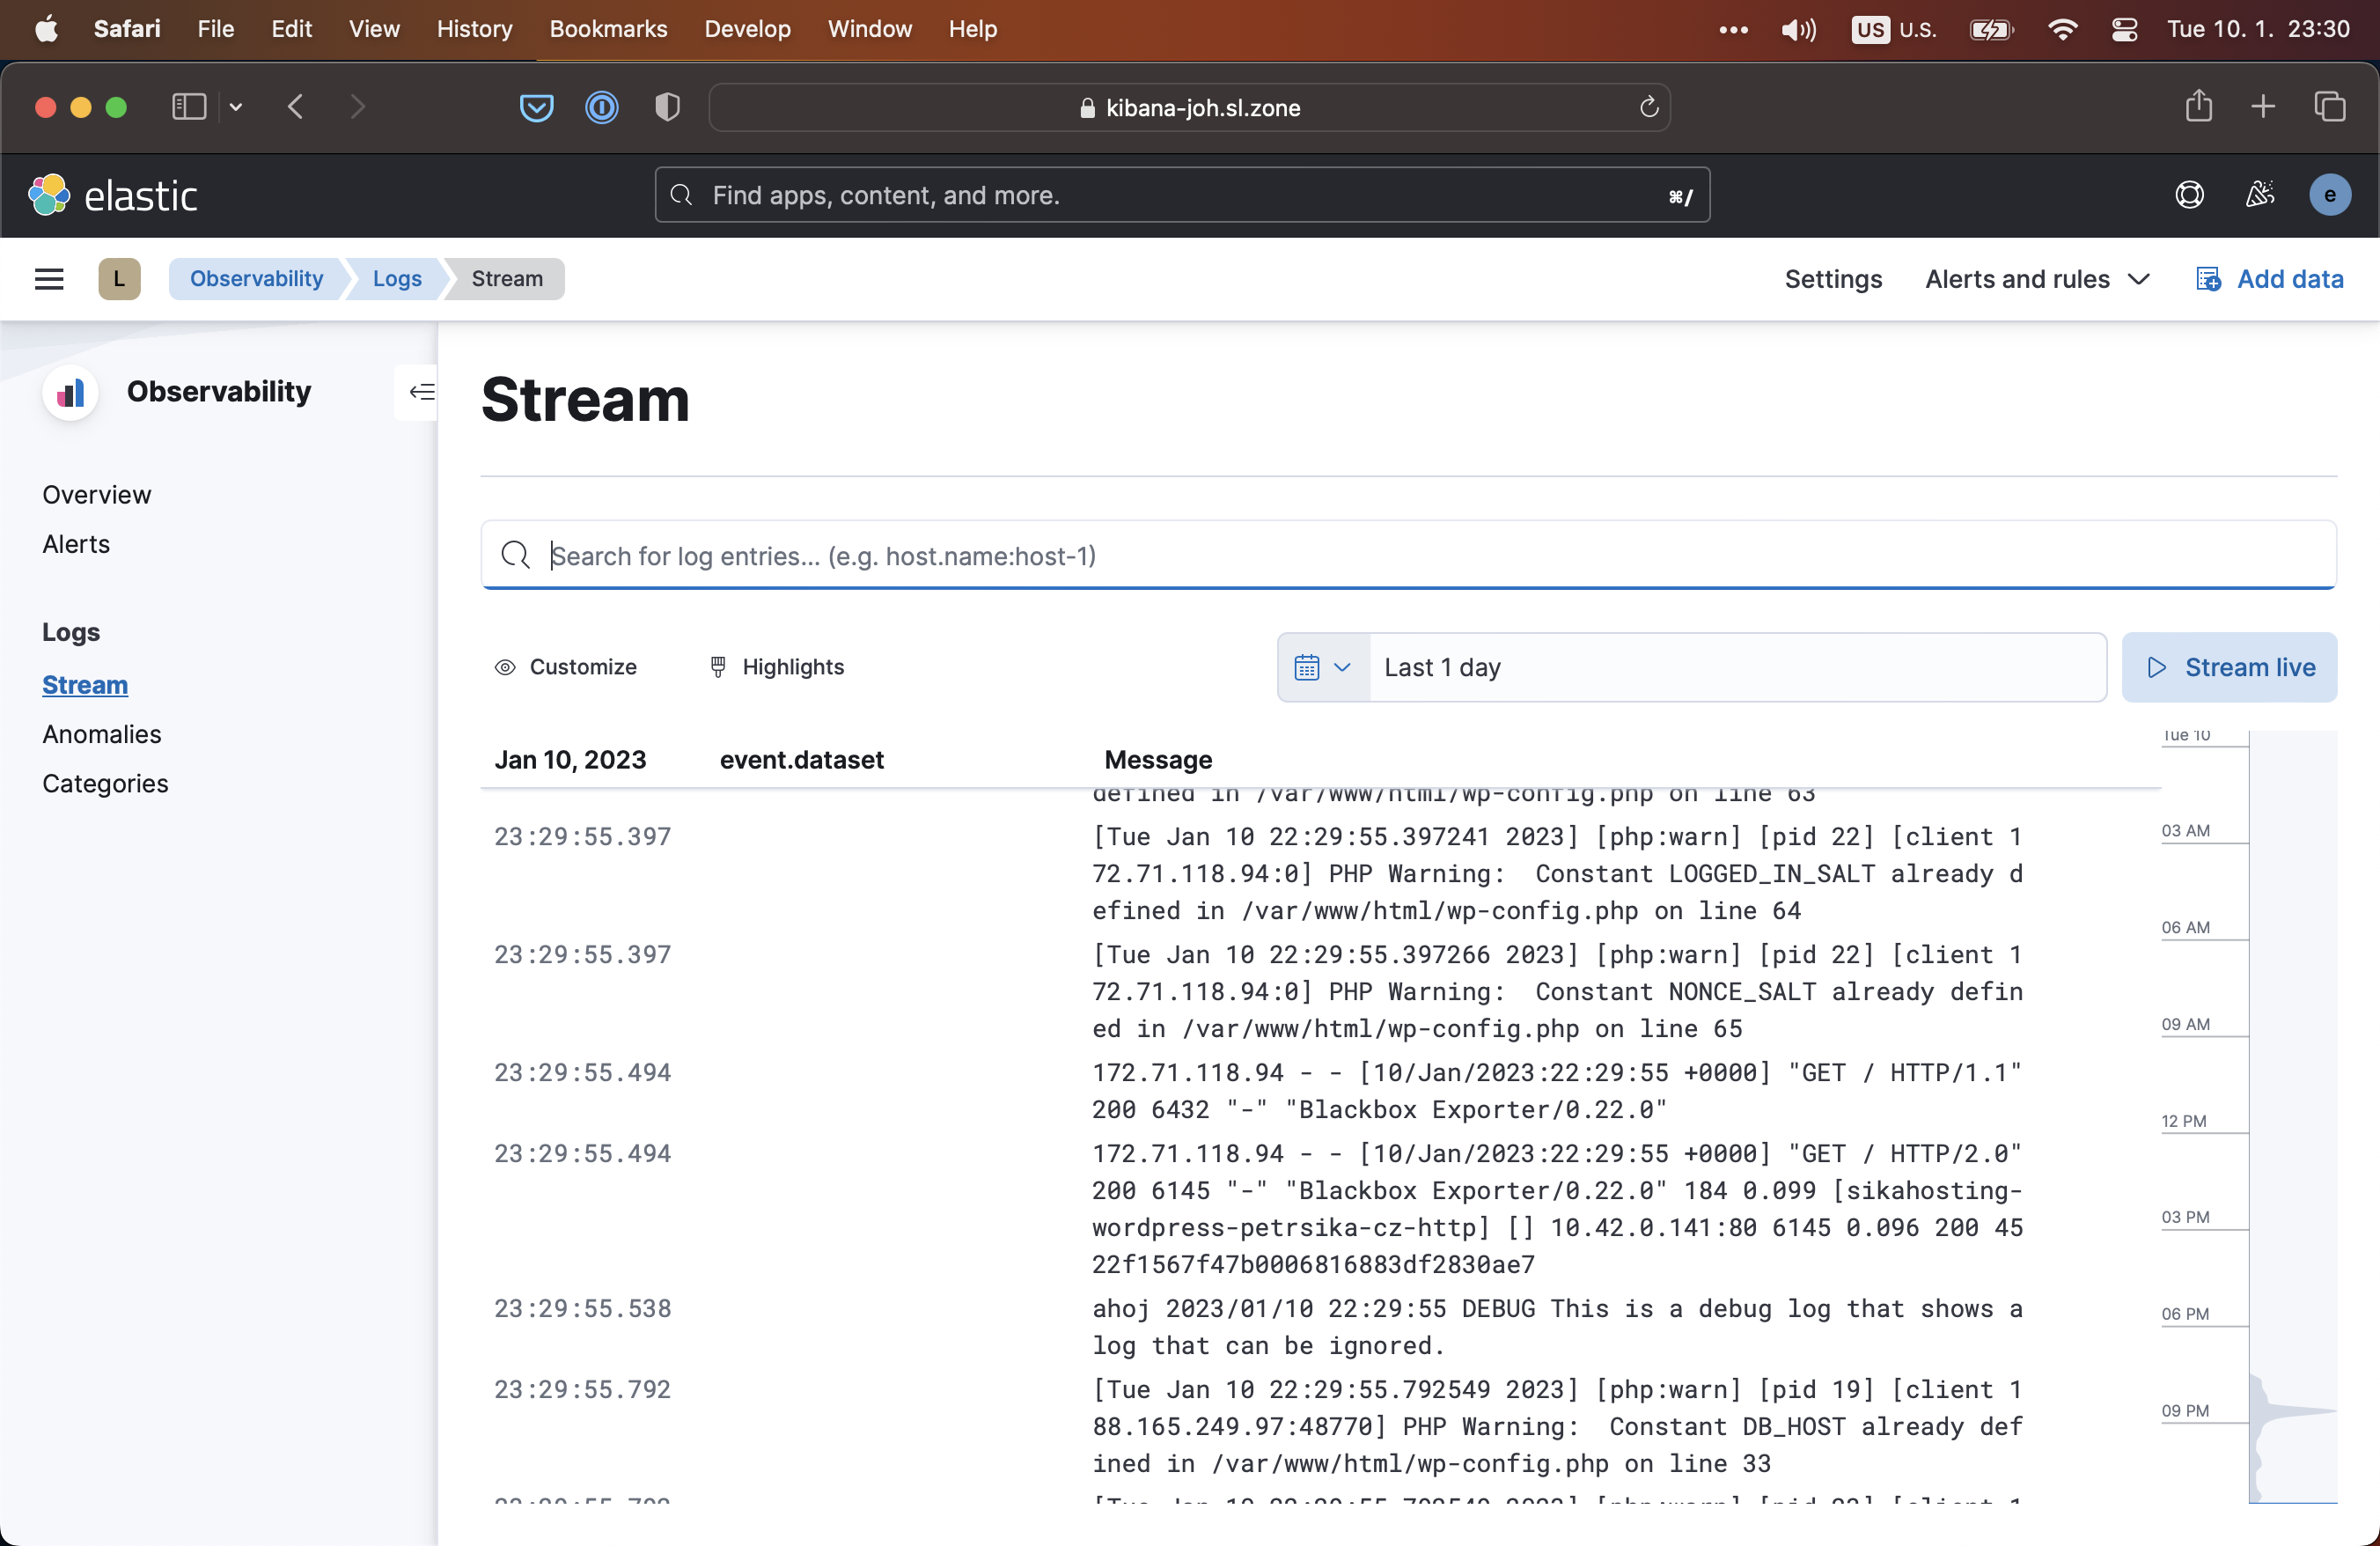 Safari File Edit View History Bookmarks Develop Window Help US U.S. Tue 10. 1. 23:30
kibana-joh.sl.zone
elastic Find apps, content, and more. ⌘/ e
L Observability Logs Stream Settings Alerts and rules Add data
Observability
Overview
Alerts
Logs
Stream
Anomalies
Categories
Stream
Search for log entries... (e.g. host.name:host-1)
Customize Highlights Last 1 day Stream live
Jan 10, 2023 event.dataset Message
defined in /var/www/html/wp-config.php on line 63
23:29:55.397 [Tue Jan 10 22:29:55.397241 2023] [php:warn] [pid 22] [client 1
72.71.118.94:0] PHP Warning:  Constant LOGGED_IN_SALT already d
efined in /var/www/html/wp-config.php on line 64
23:29:55.397 [Tue Jan 10 22:29:55.397266 2023] [php:warn] [pid 22] [client 1
72.71.118.94:0] PHP Warning:  Constant NONCE_SALT already defin
ed in /var/www/html/wp-config.php on line 65
23:29:55.494 172.71.118.94 - - [10/Jan/2023:22:29:55 +0000] "GET / HTTP/1.1"
200 6432 "-" "Blackbox Exporter/0.22.0"
23:29:55.494 172.71.118.94 - - [10/Jan/2023:22:29:55 +0000] "GET / HTTP/2.0"
200 6145 "-" "Blackbox Exporter/0.22.0" 184 0.099 [sikahosting-
wordpress-petrsika-cz-http] [] 10.42.0.141:80 6145 0.096 200 45
22f1567f47b0006816883df2830ae7
23:29:55.538 ahoj 2023/01/10 22:29:55 DEBUG This is a debug log that shows a
log that can be ignored.
23:29:55.792 [Tue Jan 10 22:29:55.792549 2023] [php:warn] [pid 19] [client 1
88.165.249.97:48770] PHP Warning:  Constant DB_HOST already def
ined in /var/www/html/wp-config.php on line 33
Tue 10
03 AM
06 AM
09 AM
12 PM
03 PM
06 PM
09 PM